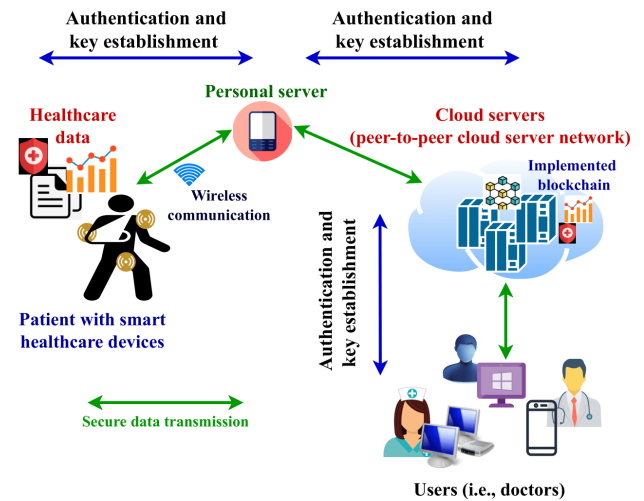 Authentication and
key establishment
Authentication and
key establishment
Personal server
Healthcare
data
Cloud servers
(peer-to-peer cloud server network)
Implemented
blockchain
Wireless
communication
Authentication and
key establishment
Patient with smart
healthcare devices
Secure data transmission
Users (i.e., doctors)